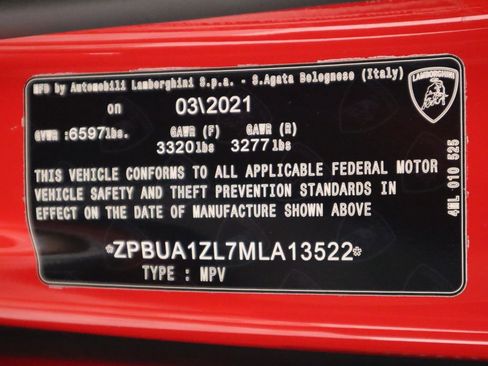 MFD by Automobili Lamborghini S.p.a. - S.Agata Bolognese (Italy)
on 03\2021
GVWR :6597lbs. GAWR (F) GAWR (R)
3320lbs 3277lbs
THIS VEHICLE CONFORMS TO ALL APPLICABLE FEDERAL MOTOR
VEHICLE SAFETY AND THEFT PREVENTION STANDARDS IN
EFFECT ON THE DATE OF MANUFACTURE SHOWN ABOVE
*ZPBUA1ZL7MLA13522*
TYPE : MPV
LAMBORGHINI
4ML 010 525